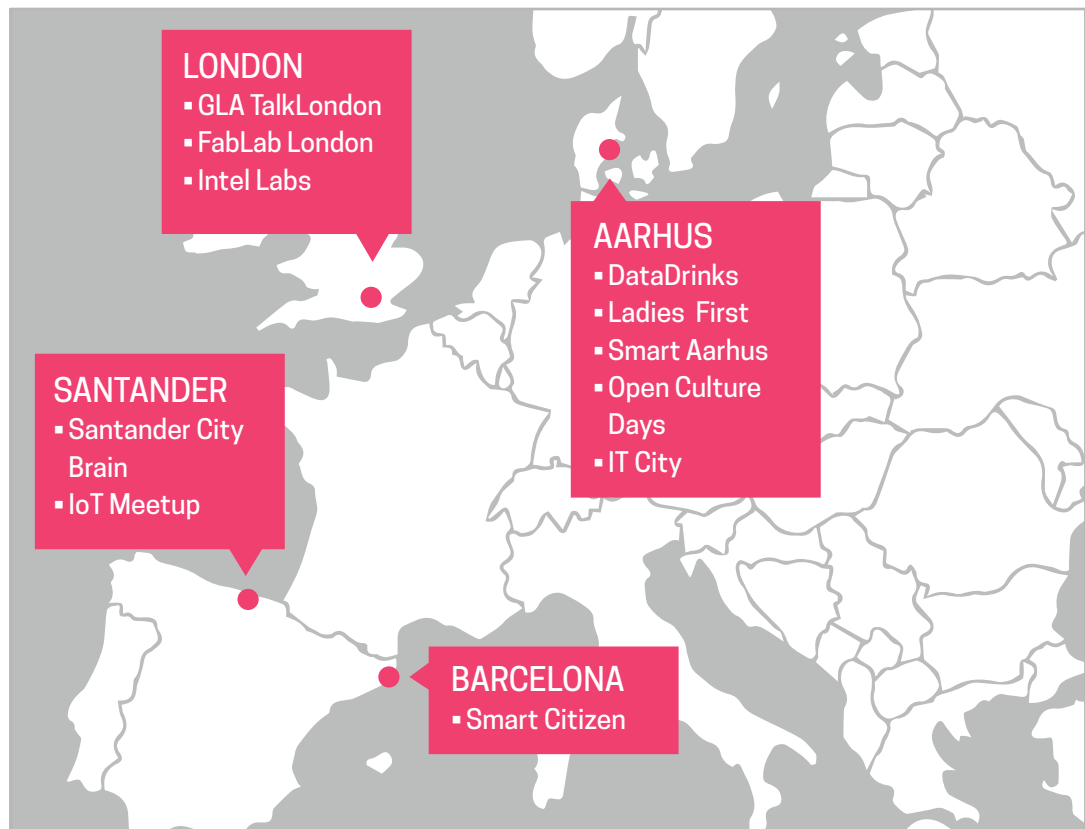 LONDON
▪ GLA TalkLondon
▪ FabLab London
▪ Intel Labs
AARHUS
▪ DataDrinks
▪ Ladies First
▪ Smart Aarhus
▪ Open Culture
Days
▪ IT City
SANTANDER
▪ Santander City
Brain
▪ IoT Meetup
BARCELONA
▪ Smart Citizen